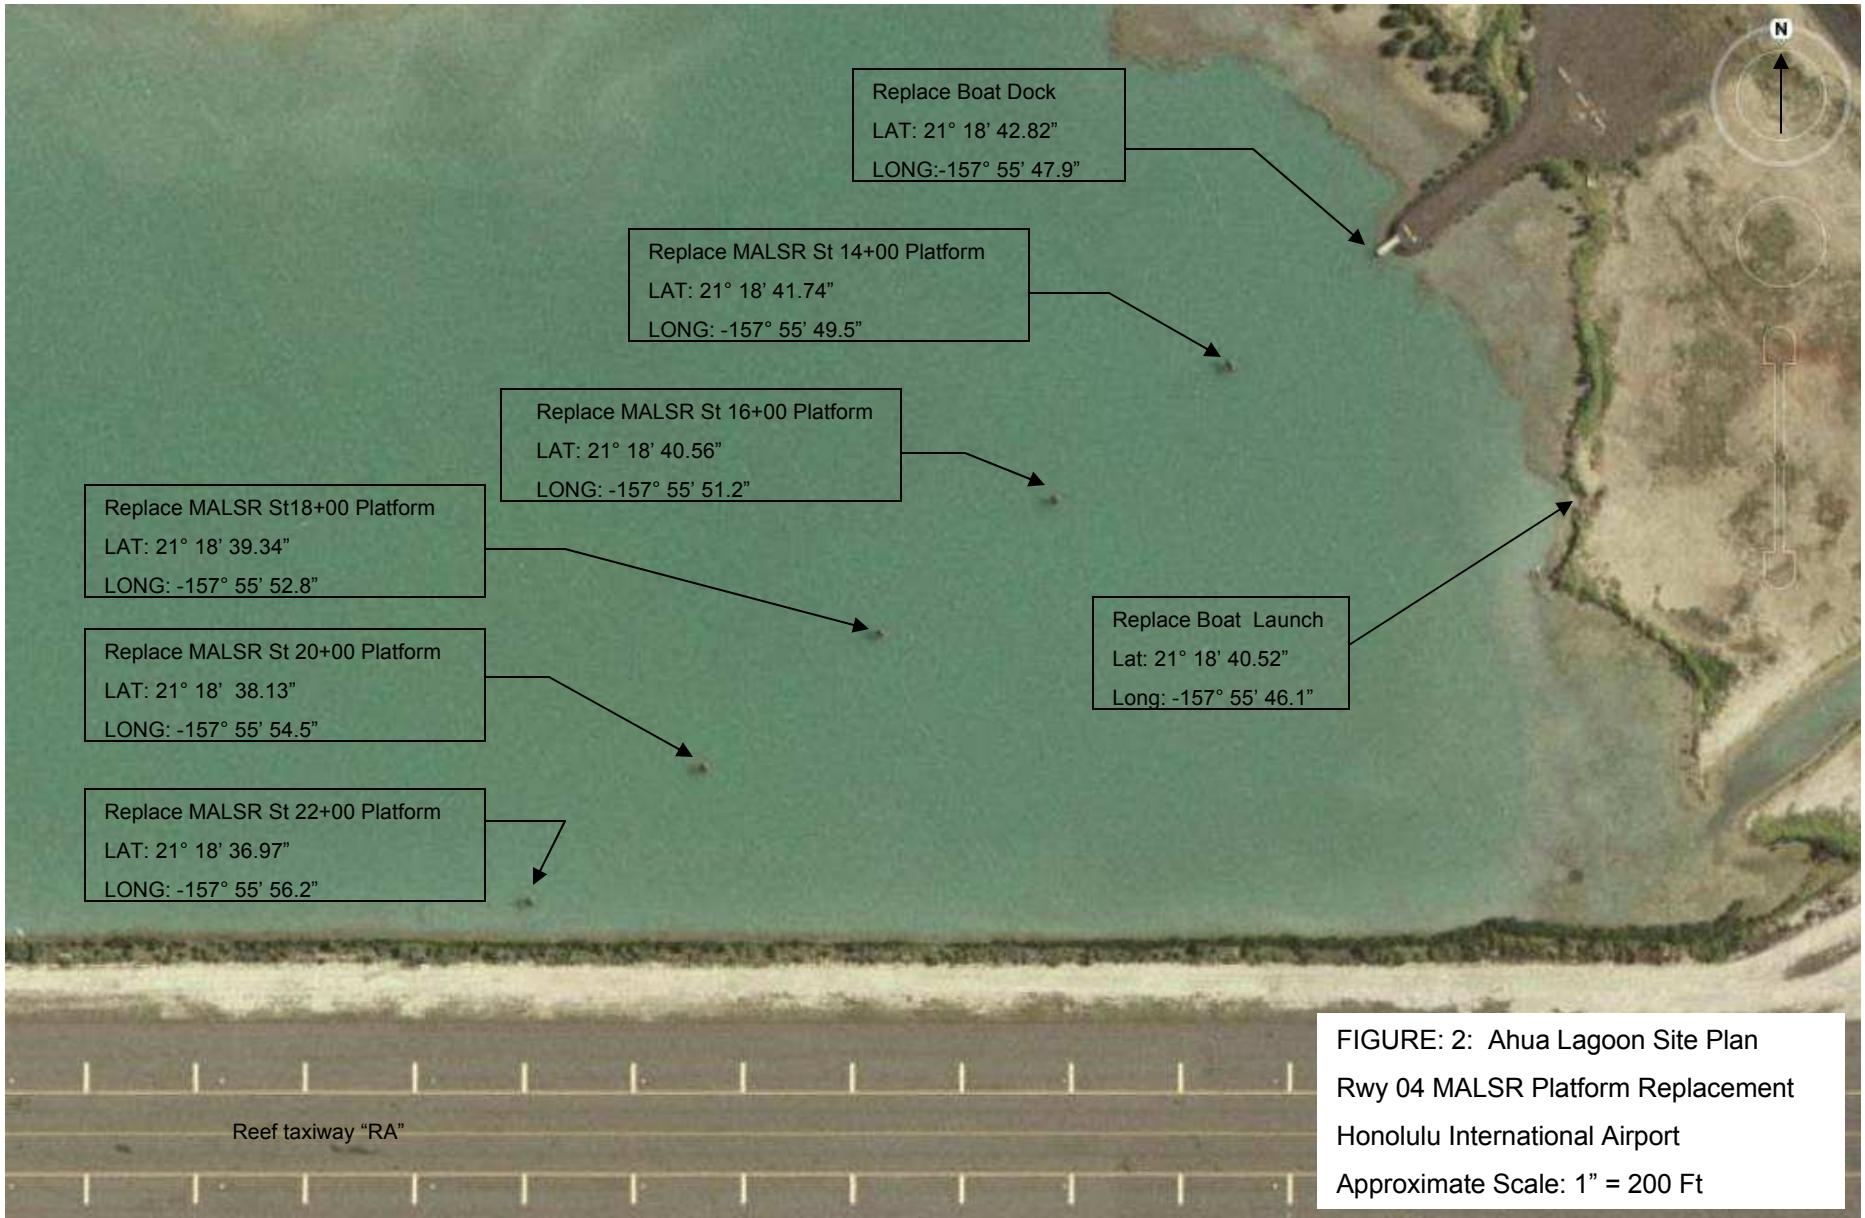 N
Replace Boat Dock
LAT: 21° 18’ 42.82”
LONG:-157° 55’ 47.9”
Replace MALSR St 14+00 Platform
LAT: 21° 18’ 41.74”
LONG: -157° 55’ 49.5”
Replace MALSR St 16+00 Platform
LAT: 21° 18’ 40.56”
LONG: -157° 55’ 51.2”
Replace MALSR St18+00 Platform
LAT: 21° 18’ 39.34”
LONG: -157° 55’ 52.8”
Replace Boat  Launch
Lat: 21° 18’ 40.52”
Long: -157° 55’ 46.1”
Replace MALSR St 20+00 Platform
LAT: 21° 18’  38.13”
LONG: -157° 55’ 54.5”
Replace MALSR St 22+00 Platform
LAT: 21° 18’ 36.97”
LONG: -157° 55’ 56.2”
Reef taxiway “RA”
FIGURE: 2:  Ahua Lagoon Site Plan
Rwy 04 MALSR Platform Replacement
Honolulu International Airport
Approximate Scale: 1” = 200 Ft